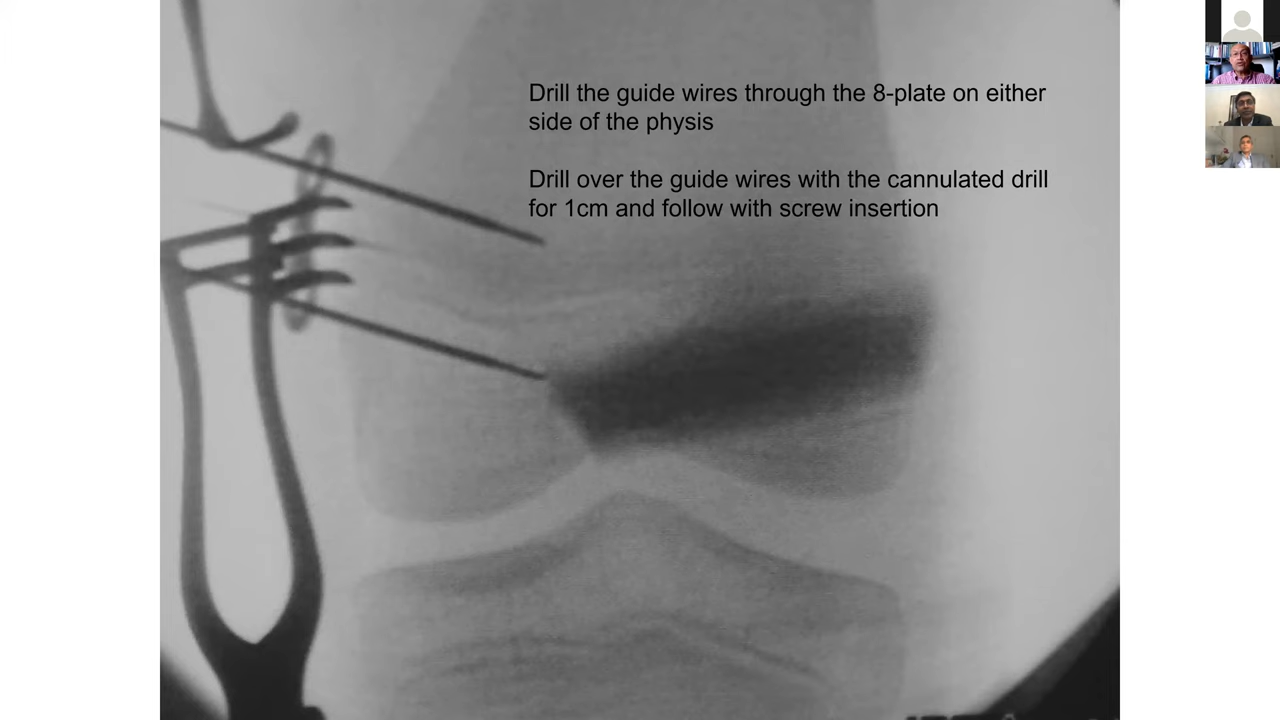 Drill the guide wires through the 8-plate on either
side of the physis
Drill over the guide wires with the cannulated drill
for 1cm and follow with screw insertion